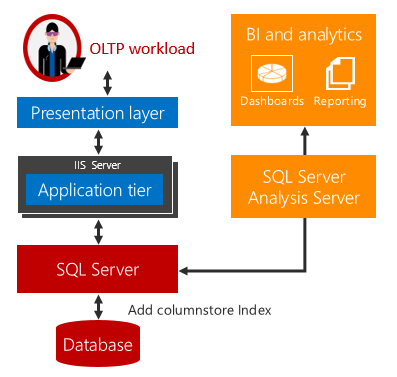 OLTP workload
Presentation layer
IIS Server
Application tier
SQL Server
Add columnstore Index
Database
BI and analytics
Dashboards
Reporting
SQL Server
Analysis Server